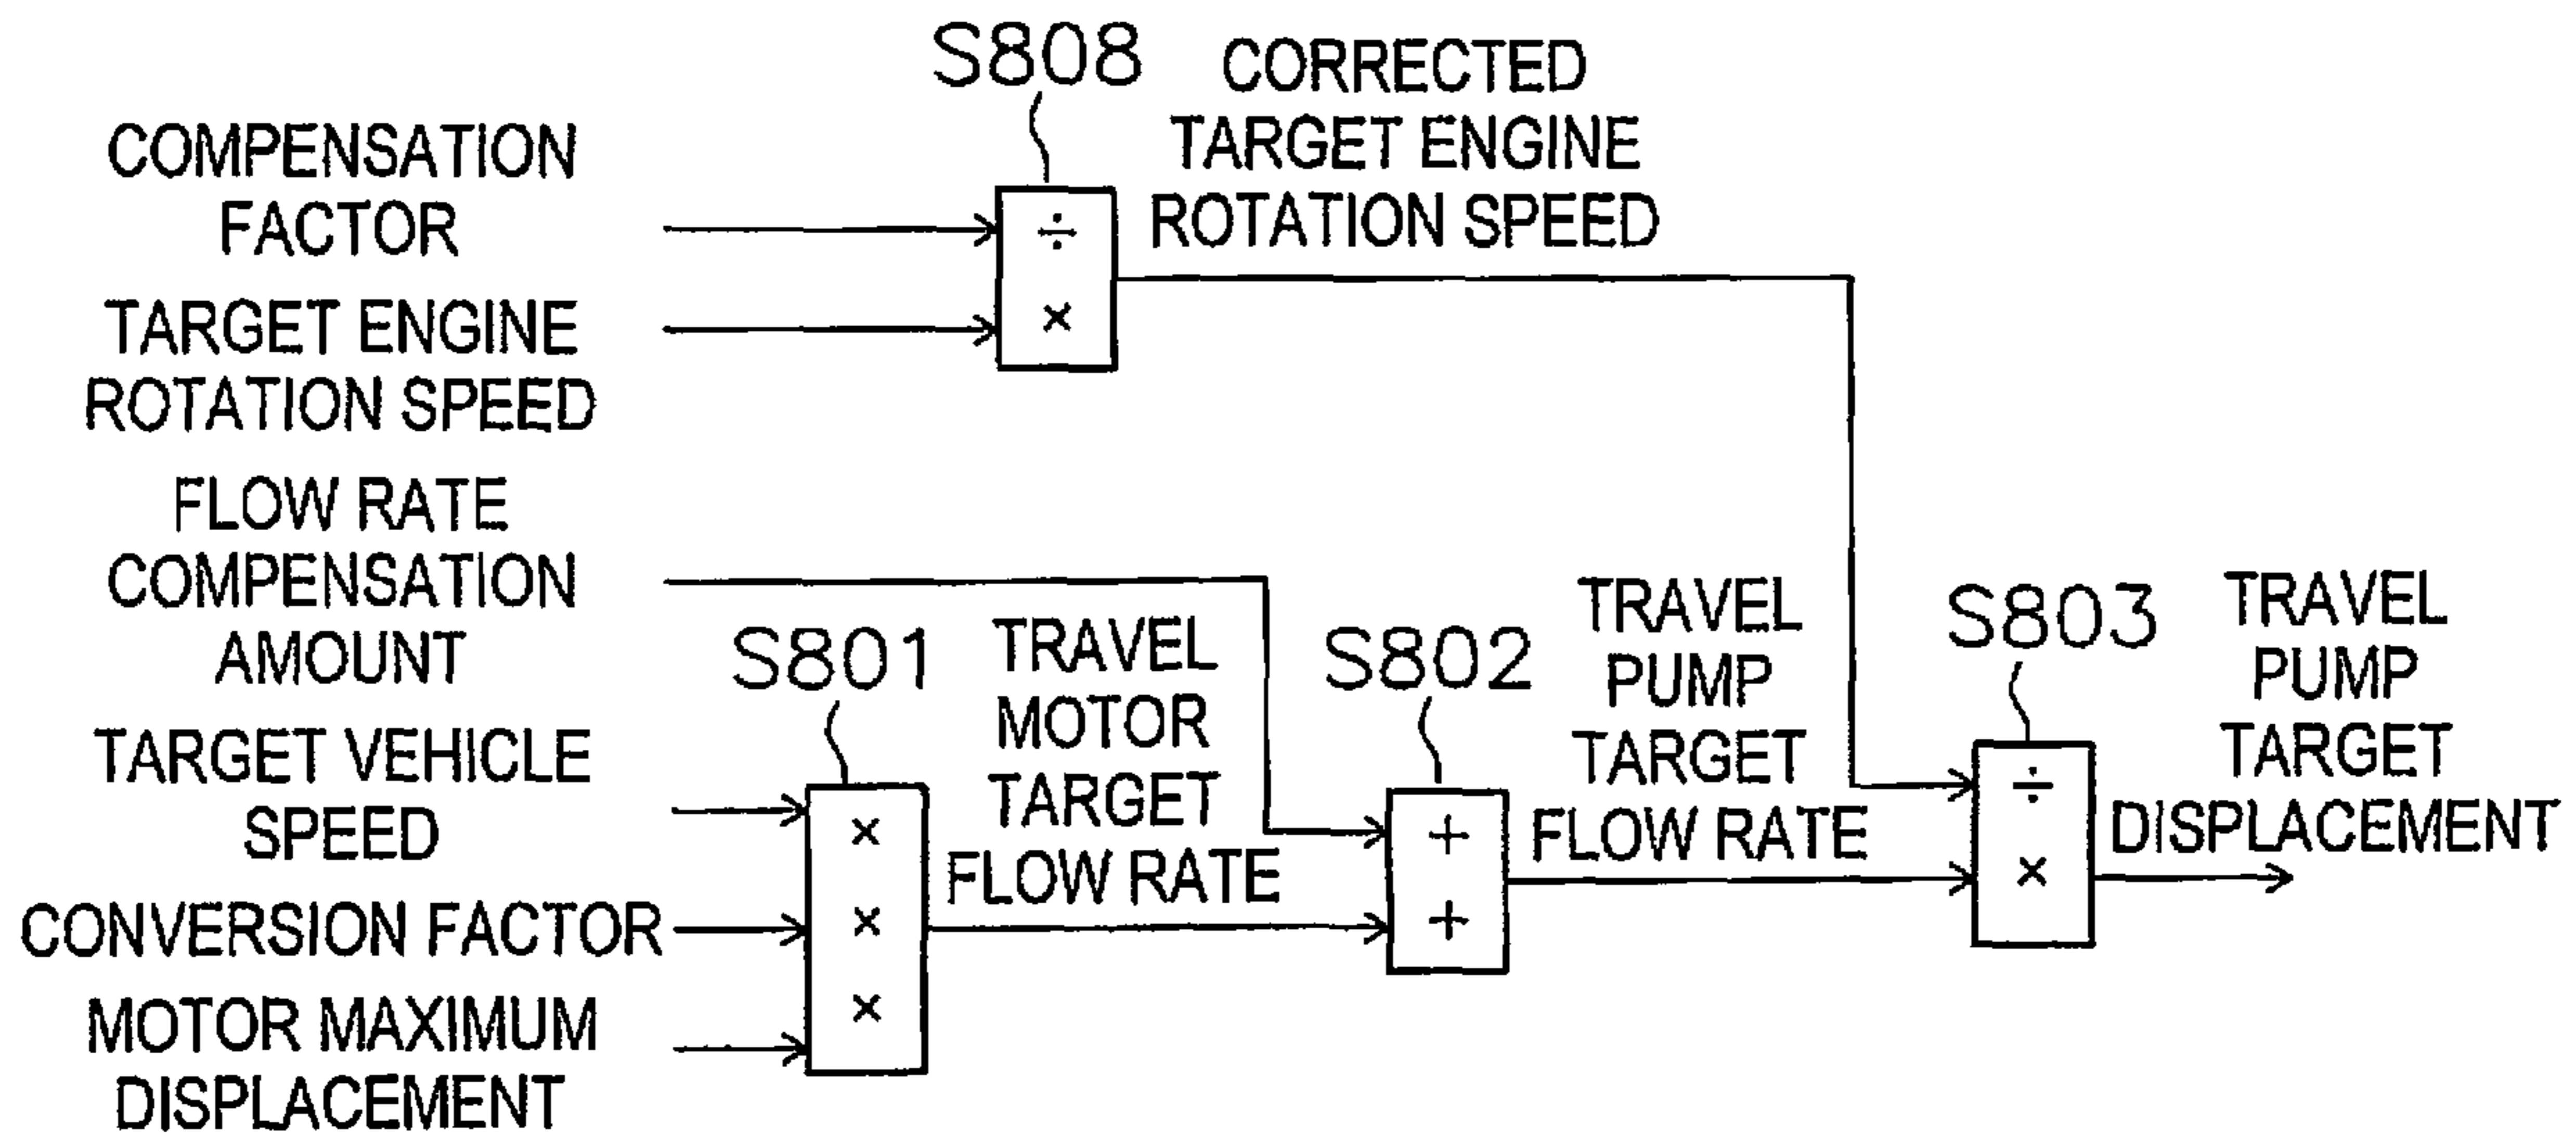 S808
CORRECTED
TARGET ENGINE
ROTATION SPEED
COMPENSATION
FACTOR
÷
×
TARGET ENGINE
ROTATION SPEED
FLOW RATE
COMPENSATION
AMOUNT
S801
TRAVEL
MOTOR
TARGET
FLOW RATE
S802
TRAVEL
PUMP
TARGET
FLOW RATE
S803
TRAVEL
PUMP
TARGET
DISPLACEMENT
TARGET VEHICLE
SPEED
CONVERSION FACTOR
MOTOR MAXIMUM
DISPLACEMENT
×
×
×
+
+
÷
×